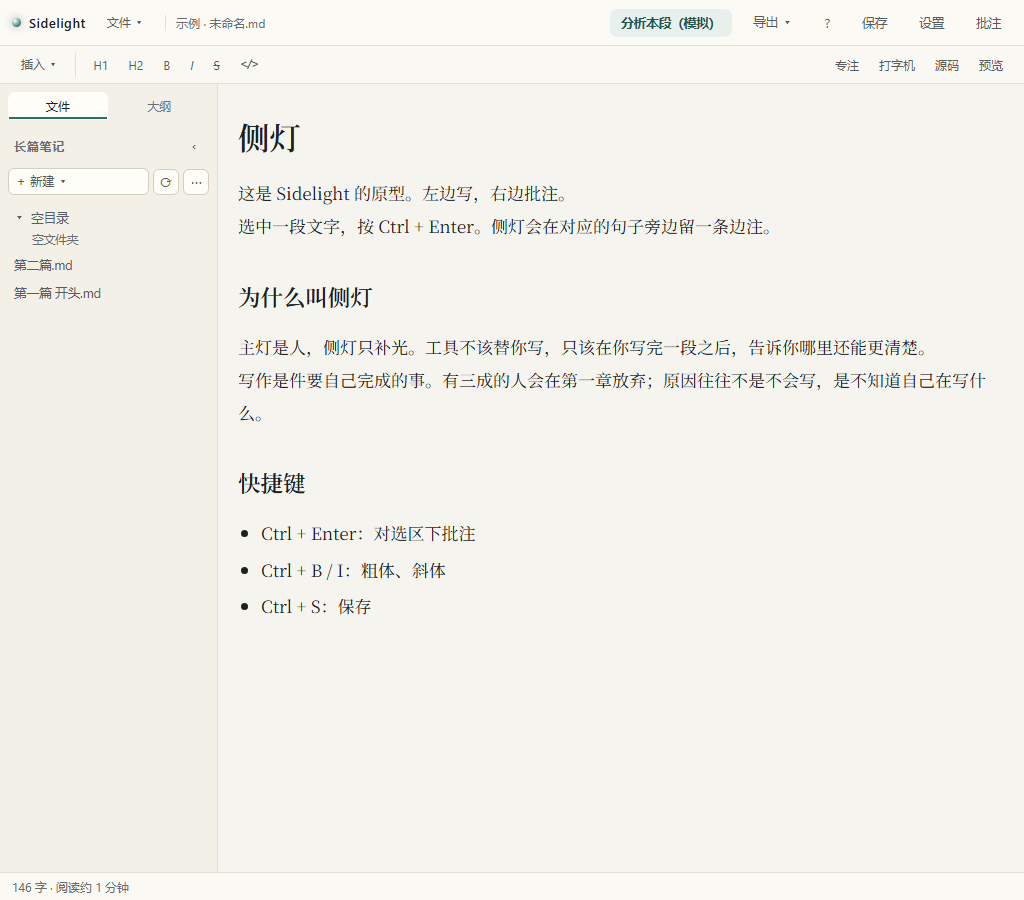 Sidelight 文件 示例 · 未命名.md 分析本段（模拟） 导出 ? 保存 设置 批注
插入 H1 H2 B I S </> 专注 打字机 源码 预览
文件 大纲
长篇笔记
+ 新建 ...
空目录
空文件夹
第二篇.md
第一篇 开头.md
侧灯
这是 Sidelight 的原型。左边写，右边批注。
选中一段文字，按 Ctrl + Enter。侧灯会在对应的句子旁边留一条边注。
为什么叫侧灯
主灯是人，侧灯只补光。工具不该替你写，只该在你写完一段之后，告诉你哪里还能更清楚。
写作是件要自己完成的事。有三成的人会在第一章放弃；原因往往不是不会写，是不知道自己在写什
么。
快捷键
Ctrl + Enter：对选区下批注
Ctrl + B / I：粗体、斜体
Ctrl + S：保存
146 字 · 阅读约 1 分钟